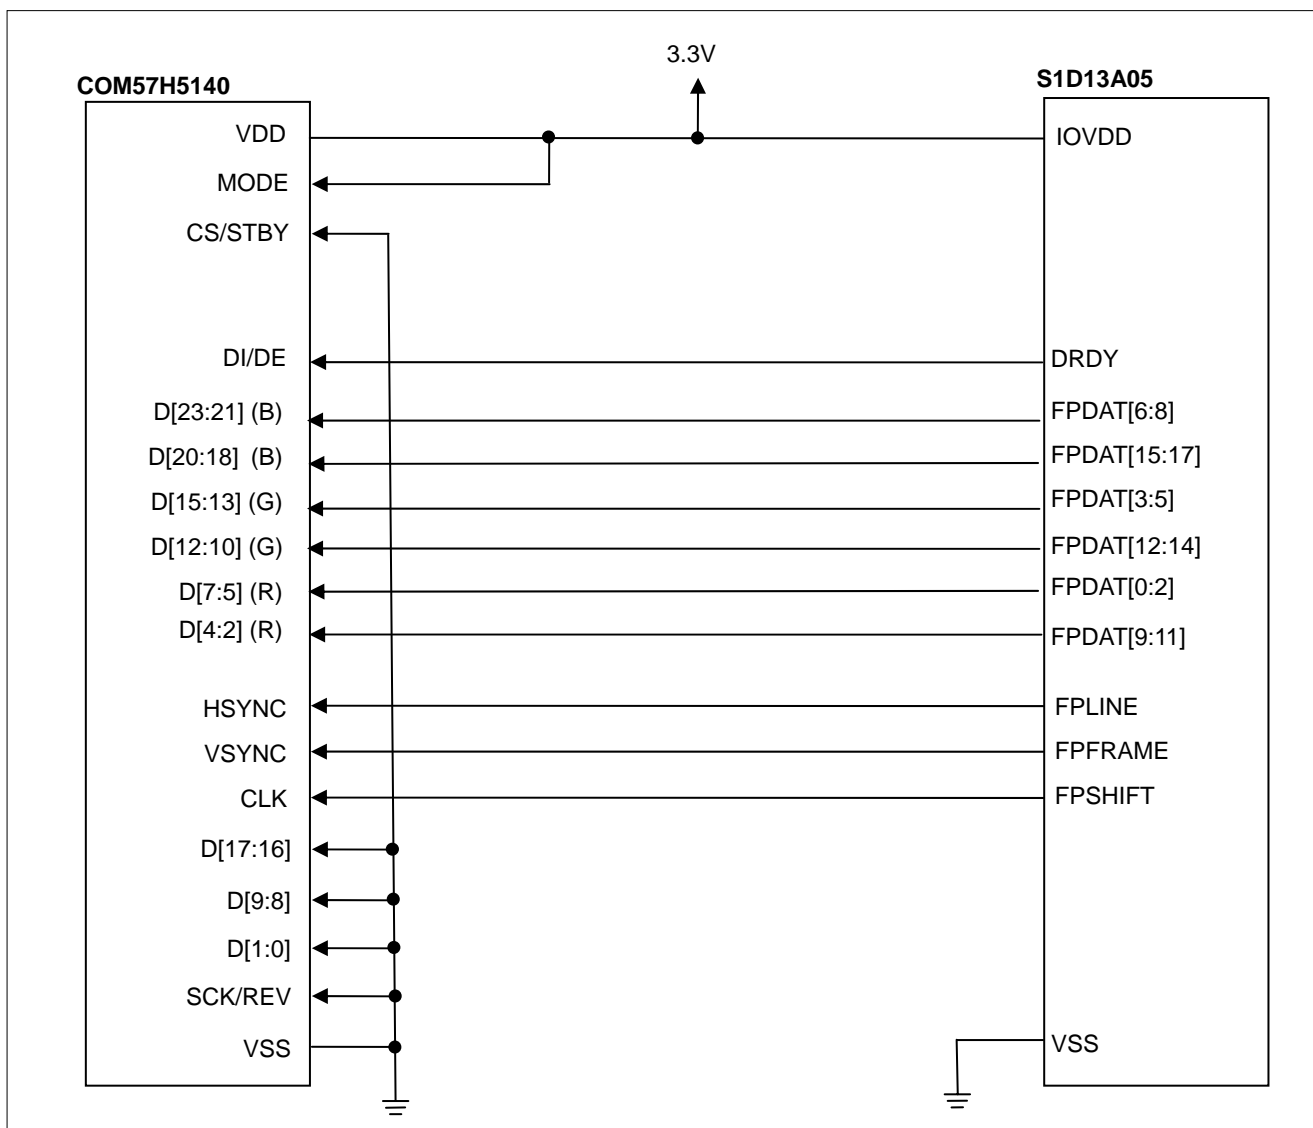 3.3V
COM57H5140
S1D13A05
VDD
IOVDD
MODE
CS/STBY
DI/DE
DRDY
D[23:21] (B)
FPDAT[6:8]
D[20:18] (B)
FPDAT[15:17]
D[15:13] (G)
FPDAT[3:5]
D[12:10] (G)
FPDAT[12:14]
D[7:5] (R)
FPDAT[0:2]
D[4:2] (R)
FPDAT[9:11]
HSYNC
FPLINE
VSYNC
FPFRAME
CLK
FPSHIFT
D[17:16]
D[9:8]
D[1:0]
SCK/REV
VSS
VSS